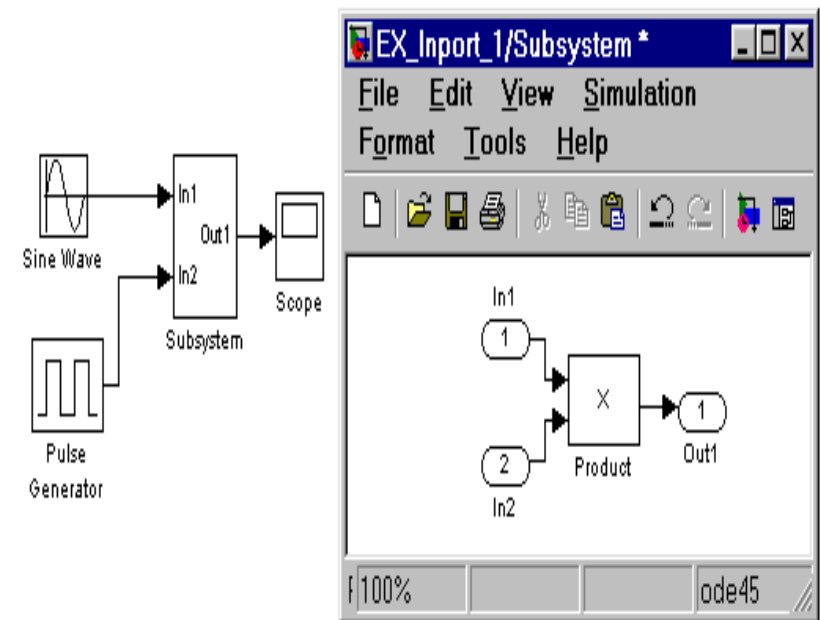 In1
Out1
In2
Sine Wave
Subsystem
Scope
Pulse
Generator
EX_Inport_1/Subsystem *
File Edit View Simulation
Format Tools Help
In1
1
X
1
Product
Out1
2
In2
100%
ode45